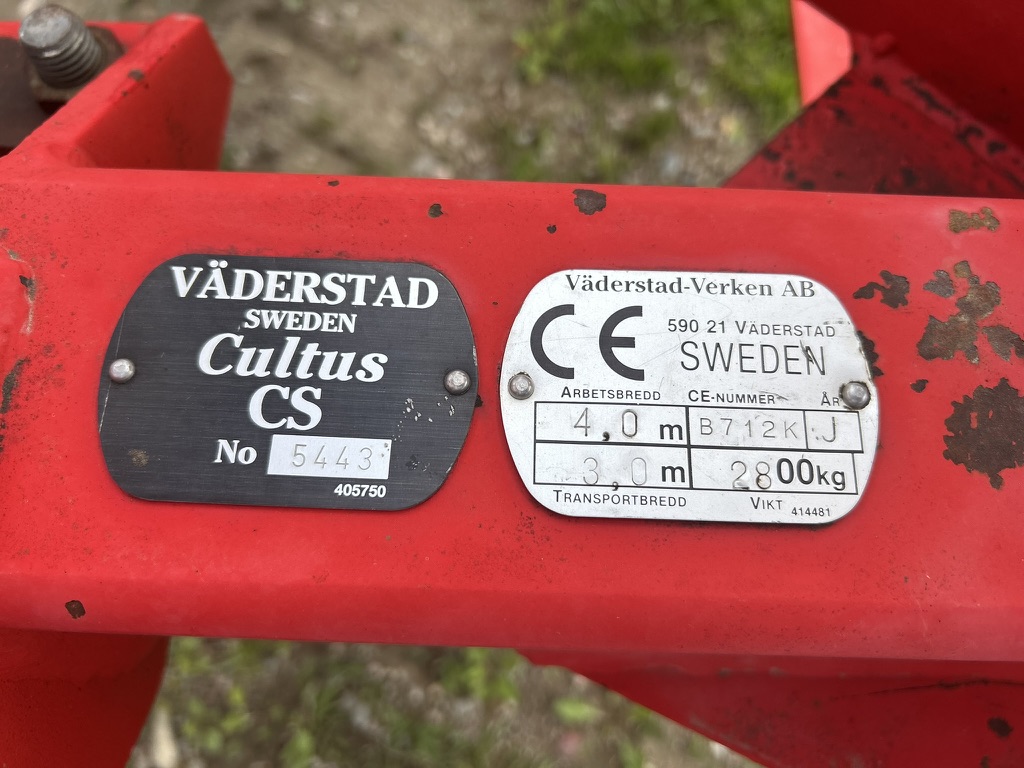 VÄDERSTAD
SWEDEN
Cultus
CS
No 5443
405750
Väderstad-Verken AB
CE 590 21 VÄDERSTAD
SWEDEN
ARBETSBREDD CE-NUMMER ÅR
4,0 m B712K J
3,0 m 2800kg
TRANSPORTBREDD VIKT 414481